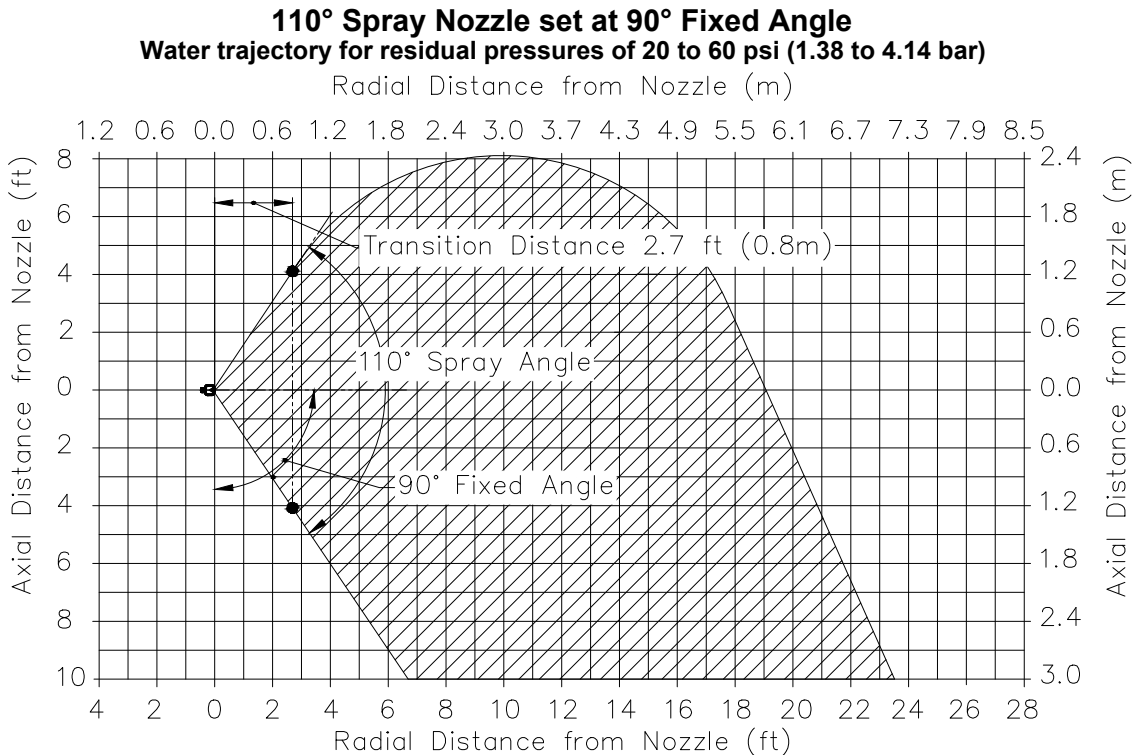 110° Spray Nozzle set at 90° Fixed Angle
Water trajectory for residual pressures of 20 to 60 psi (1.38 to 4.14 bar)
Radial Distance from Nozzle (m)
1.2 0.6 0.0 0.6 1.2 1.8 2.4 3.0 3.7 4.3 4.9 5.5 6.1 6.7 7.3 7.9 8.5
Axial Distance from Nozzle (ft)
8
6
4
2
0
2
4
6
8
10
Transition Distance 2.7 ft (0.8m)
110° Spray Angle
90° Fixed Angle
2.4
1.8
1.2
0.6
0.0
0.6
1.2
1.8
2.4
3.0
Axial Distance from Nozzle (m)
4 2 0 2 4 6 8 10 12 14 16 18 20 22 24 26 28
Radial Distance from Nozzle (ft)